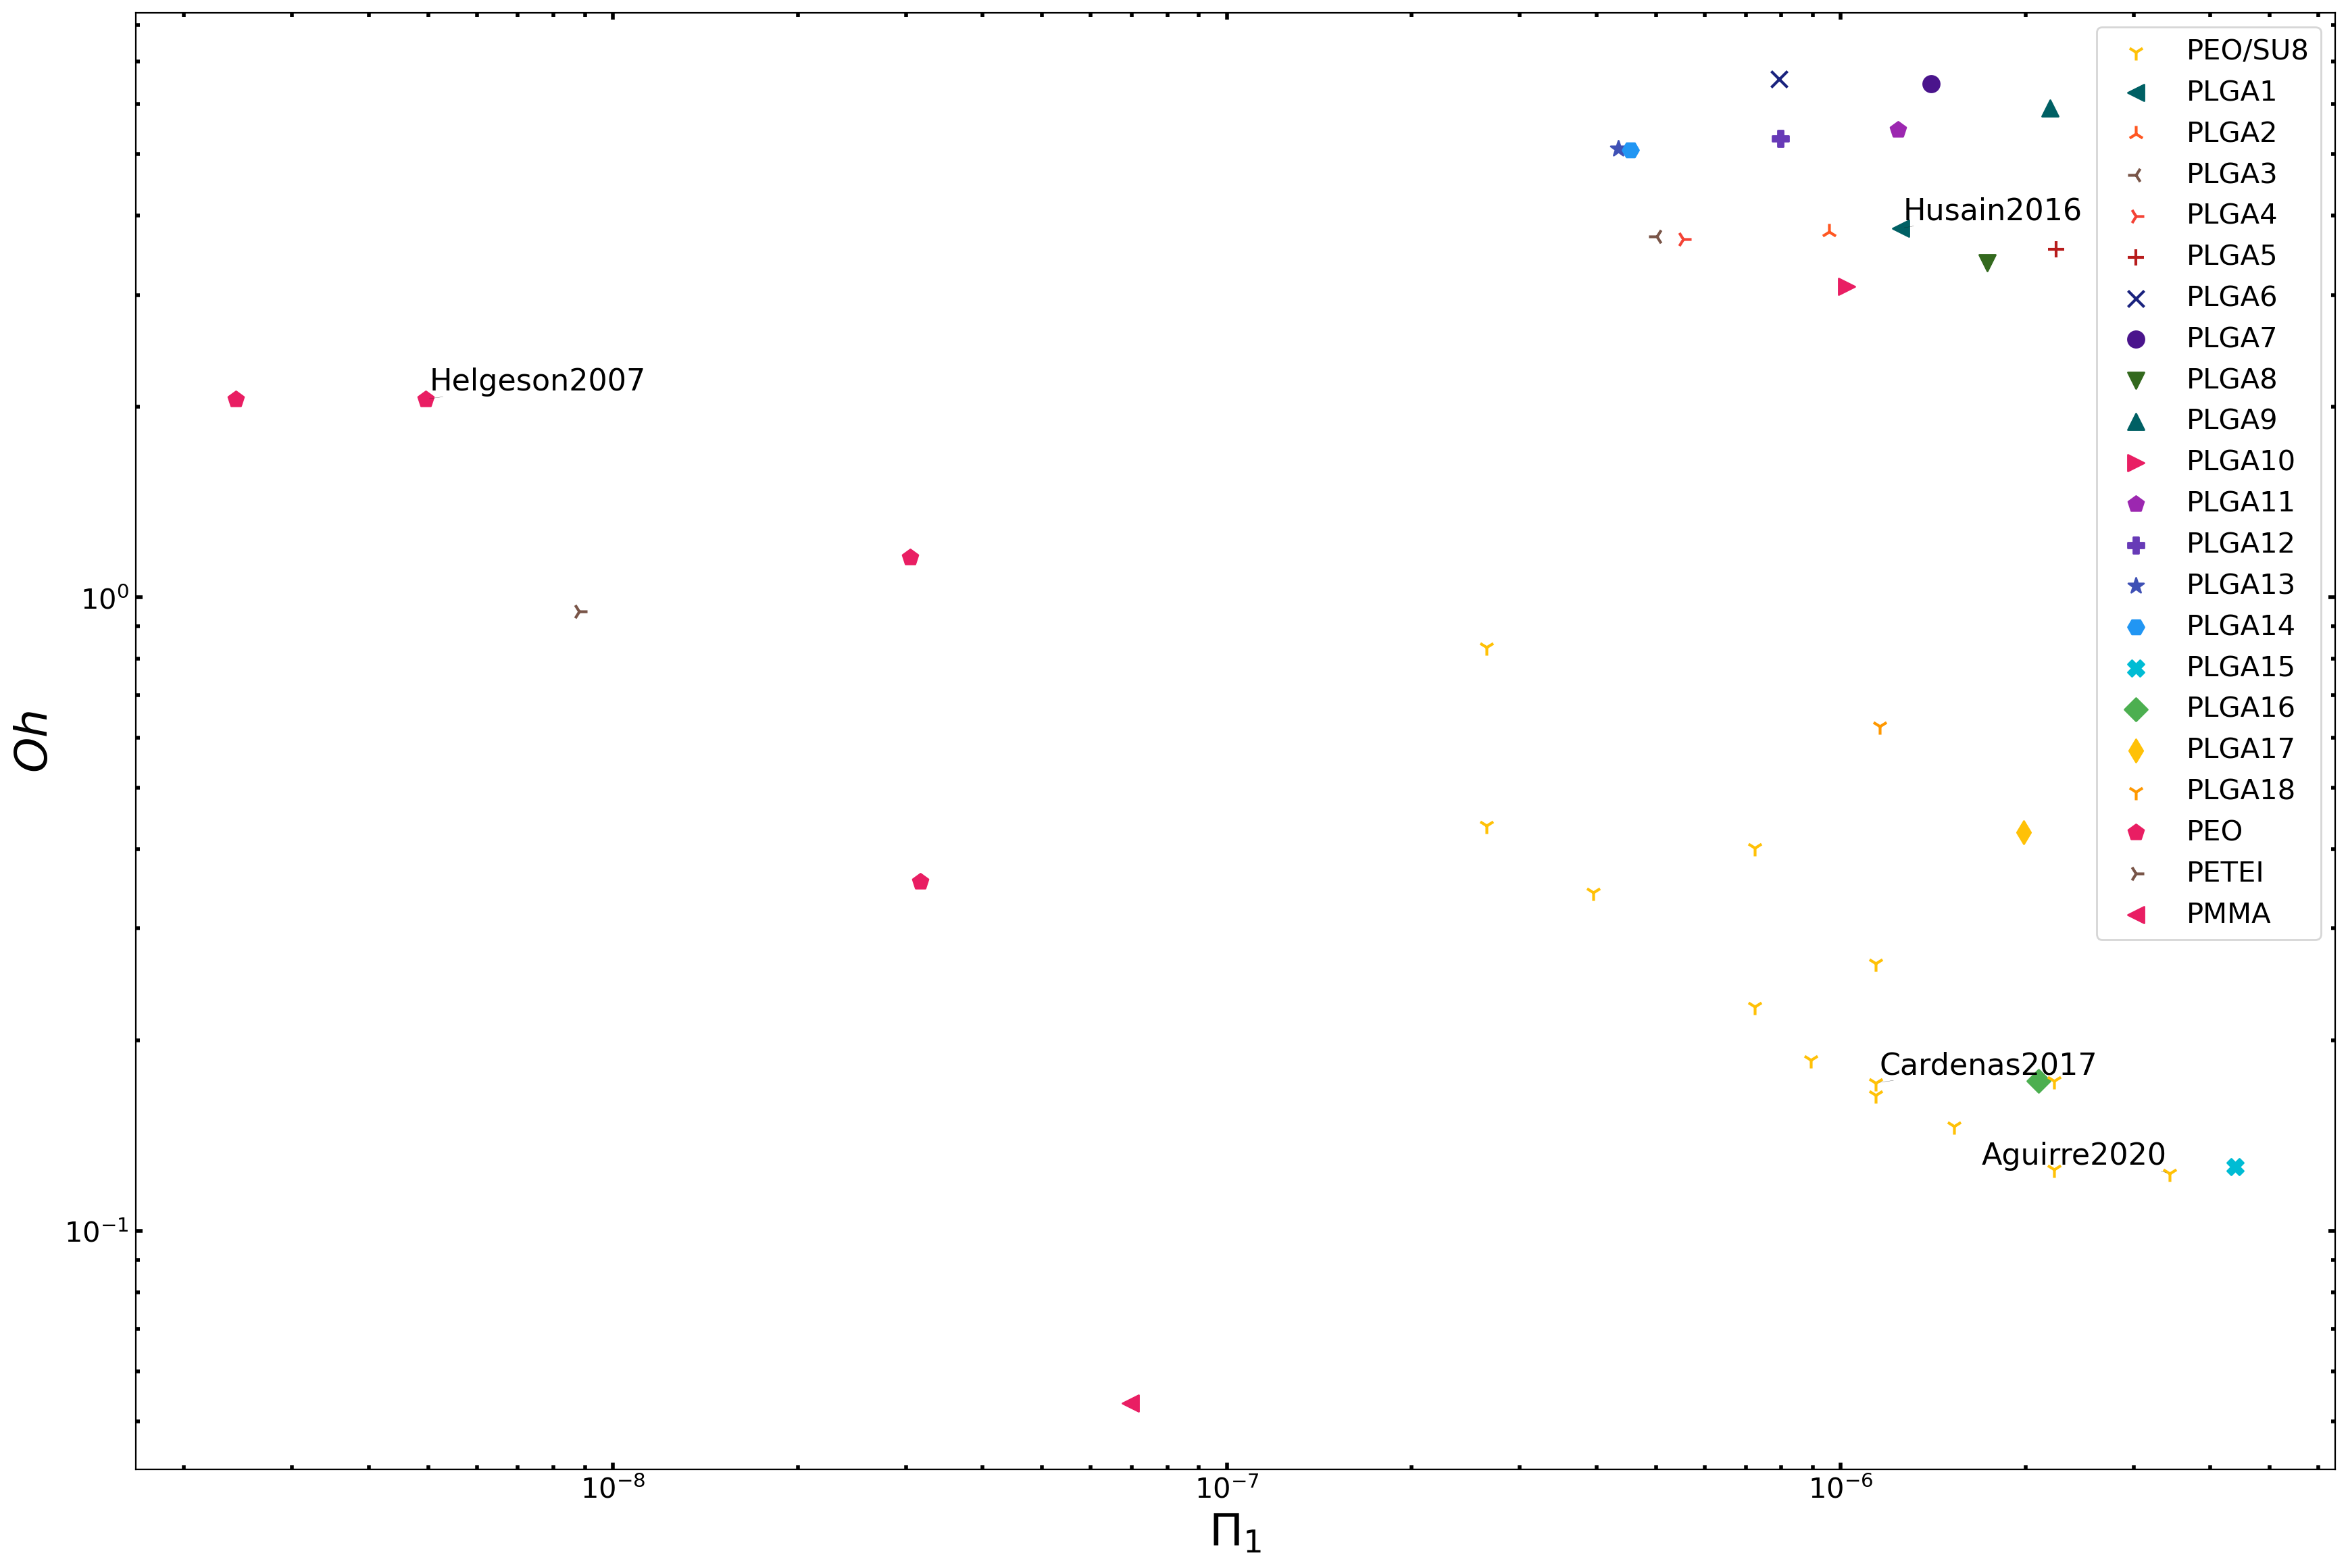 PEO/SU8
PLGA1
PLGA2
PLGA3
PLGA4
PLGA5
PLGA6
PLGA7
PLGA8
PLGA9
PLGA10
PLGA11
PLGA12
PLGA13
PLGA14
PLGA15
PLGA16
PLGA17
PLGA18
PEO
PETEI
PMMA
Husain2016
Helgeson2007
Cardenas2017
Aguirre2020
Oh
10⁰
10⁻¹
10⁻⁸
10⁻⁷
10⁻⁶
Π₁